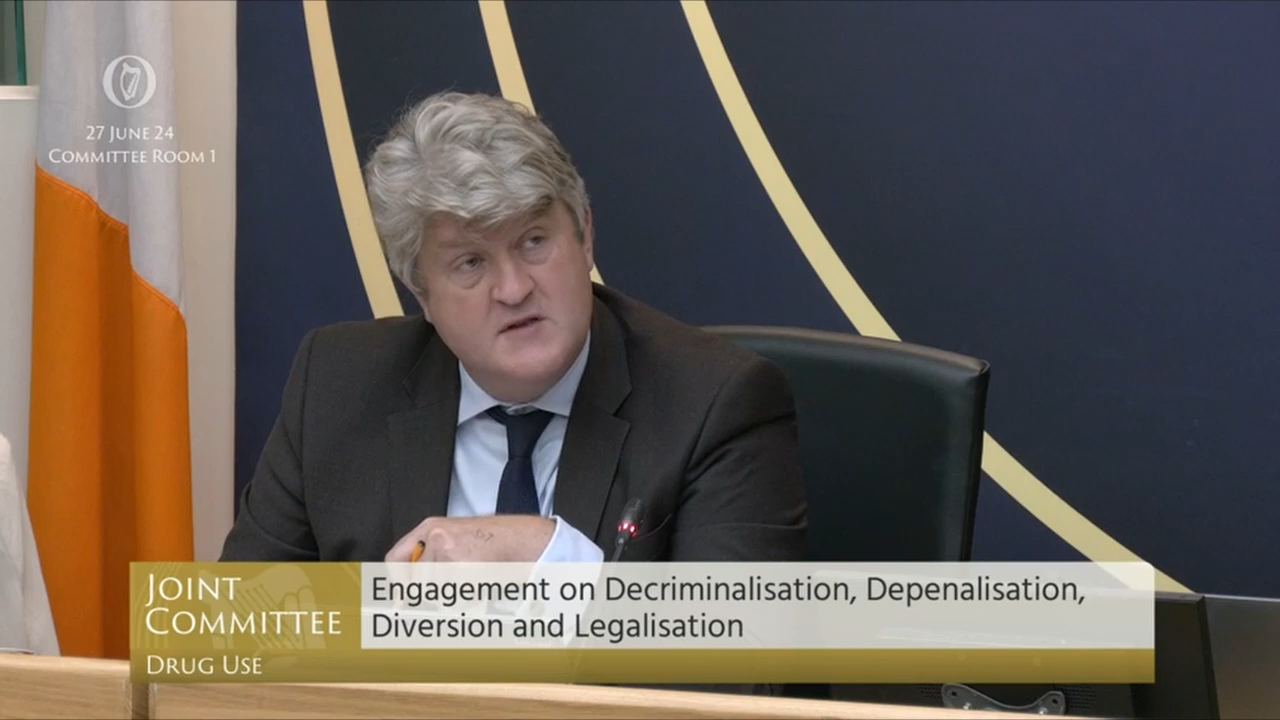 27 June 24
Committee Room 1
Joint
Committee
Engagement on Decriminalisation, Depenalisation,
Diversion and Legalisation
Drug Use